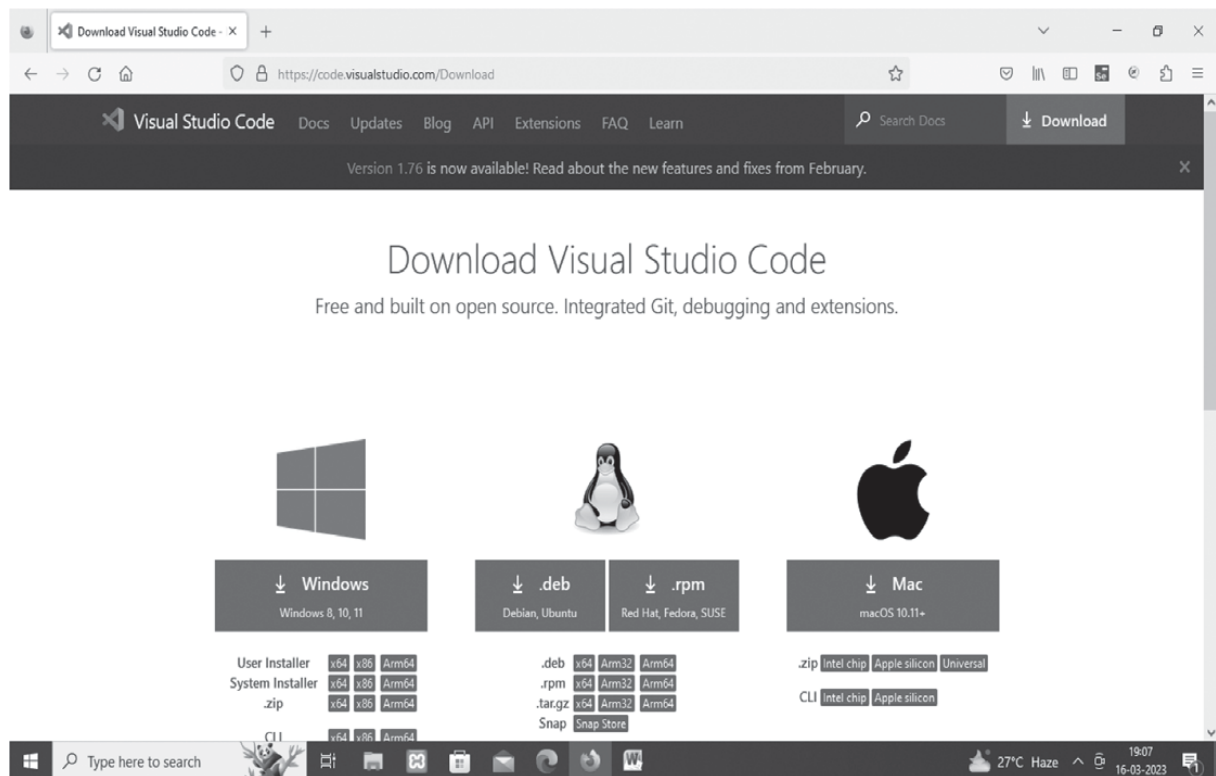 Download Visual Studio Code -
https://code.visualstudio.com/Download
Visual Studio Code Docs Updates Blog API Extensions FAQ Learn Search Docs Download
Version 1.76 is now available! Read about the new features and fixes from February.
Download Visual Studio Code
Free and built on open source. Integrated Git, debugging and extensions.
Windows
Windows 8, 10, 11
User Installer x64 x86 Arm64
System Installer x64 x86 Arm64
.zip x64 x86 Arm64
CLI x64 x86 Arm64
.deb
Debian, Ubuntu
.rpm
Red Hat, Fedora, SUSE
.deb x64 Arm32 Arm64
.rpm x64 Arm32 Arm64
.tar.gz x64 Arm32 Arm64
Snap Snap Store
Mac
macOS 10.11+
.zip Intel chip Apple silicon Universal
CLI Intel chip Apple silicon
Type here to search
27°C Haze
19:07
16-03-2023